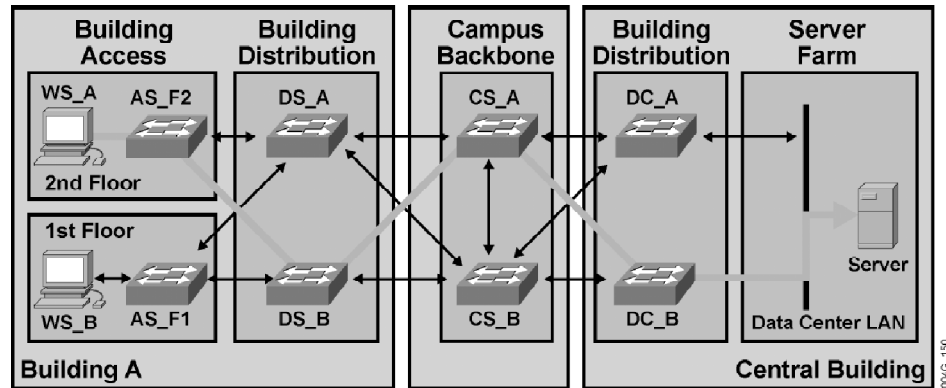 Building Access
Building Distribution
Campus Backbone
Building Distribution
Server Farm
WS_A
AS_F2
DS_A
CS_A
DC_A
2nd Floor
1st Floor
Server
WS_B
AS_F1
DS_B
CS_B
DC_B
Data Center LAN
Building A
Central Building